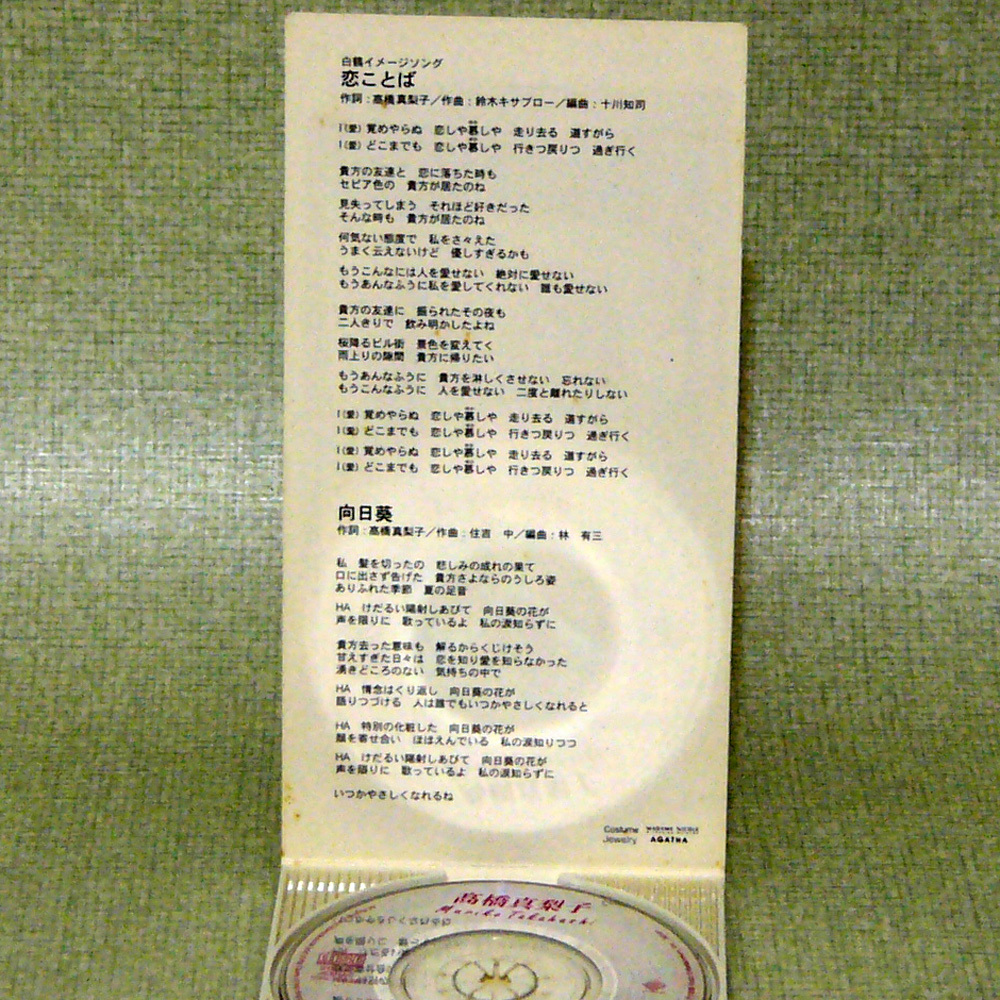 白鶴イメージソング
恋ことば
作詞：高橋真梨子／作曲：鈴木キサブロー／編曲：十川知司
I(愛) 覚めやらぬ　恋しや慕しや　走り去る　道すがら
I(愛) どこまでも　恋しや慕しや　行きつ戻りつ　過ぎ行く
貴方の友達と　恋に落ちた時も
セピア色の　貴方が居たのね
見失ってしまう　それほど好きだった
そんな時も　貴方が居たのね
何気ない態度で　私をささえた
うまく云えないけど　優しすぎるかも
もうこんなには人を愛せない　絶対に愛せない
もうあんなふうに私を愛してくれない　誰も愛せない
貴方の友達に　振られたその夜も
二人きりで　飲み明かしたよね
桜降るビル街　景色を変えてく
雨上りの隙間　貴方に帰りたい
もうあんなふうに　貴方を淋しくさせない　忘れない
もうこんなふうに　人を愛せない　二度と離れたりしない
I(愛) 覚めやらぬ　恋しや慕しや　走り去る　道すがら
I(愛) どこまでも　恋しや慕しや　行きつ戻りつ　過ぎ行く
I(愛) 覚めやらぬ　恋しや慕しや　走り去る　道すがら
I(愛) どこまでも　恋しや慕しや　行きつ戻りつ　過ぎ行く
向日葵
作詞：高橋真梨子／作曲：住吉　中／編曲：林　有三
私　髪を切ったの　悲しみの成れの果て
口に出さず告げた　貴方さよならのうしろ姿
ありふれた季節　夏の足音
HA　けだるい陽射しあびて　向日葵の花が
声を限りに　歌っているよ　私の涙知らずに
貴方去った意味も　解るからくじけそう
甘えすぎた日々は　恋を知り愛を知らなかった
湧きどころのない　気持ちの中で
HA　情念はくり返し　向日葵の花が
語りつづける　人は誰でもいつかやさしくなれると
HA　特別の化粧した　向日葵の花が
顔を寄せ合い　ほほえんでいる　私の涙知りつつ
HA　けだるい陽射しあびて　向日葵の花が
声を限りに　歌っているよ　私の涙知らずに
いつかやさしくなれるね
Costume MADAME NICOLE
Jewelry AGATHA
高橋真梨子
Mariko Takahashi